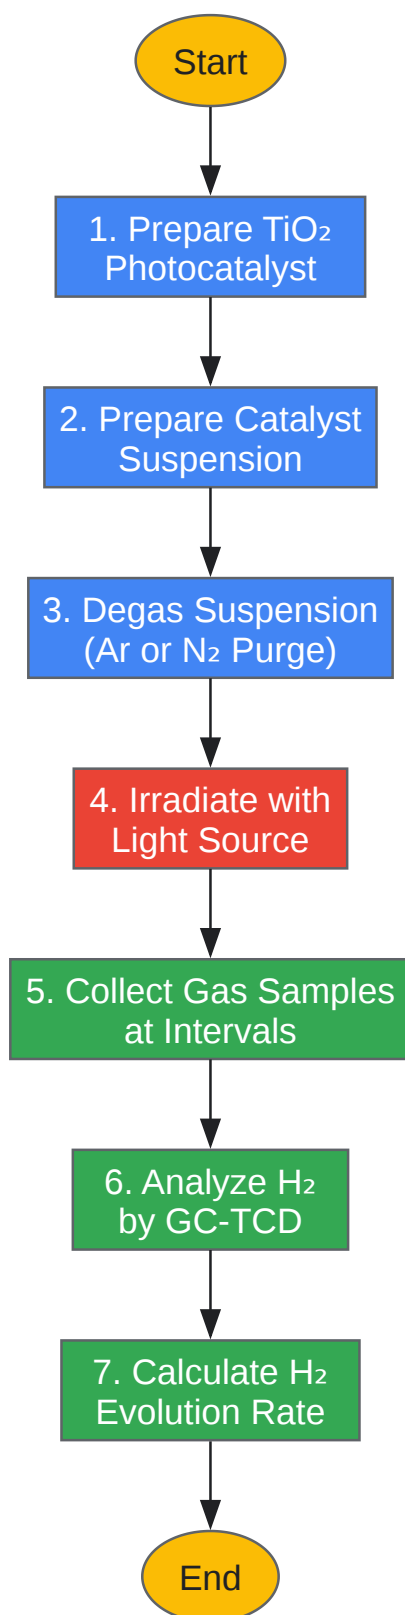 Start
1. Prepare TiO₂
Photocatalyst
2. Prepare Catalyst
Suspension
3. Degas Suspension
(Ar or N₂ Purge)
4. Irradiate with
Light Source
5. Collect Gas Samples
at Intervals
6. Analyze H₂
by GC-TCD
7. Calculate H₂
Evolution Rate
End